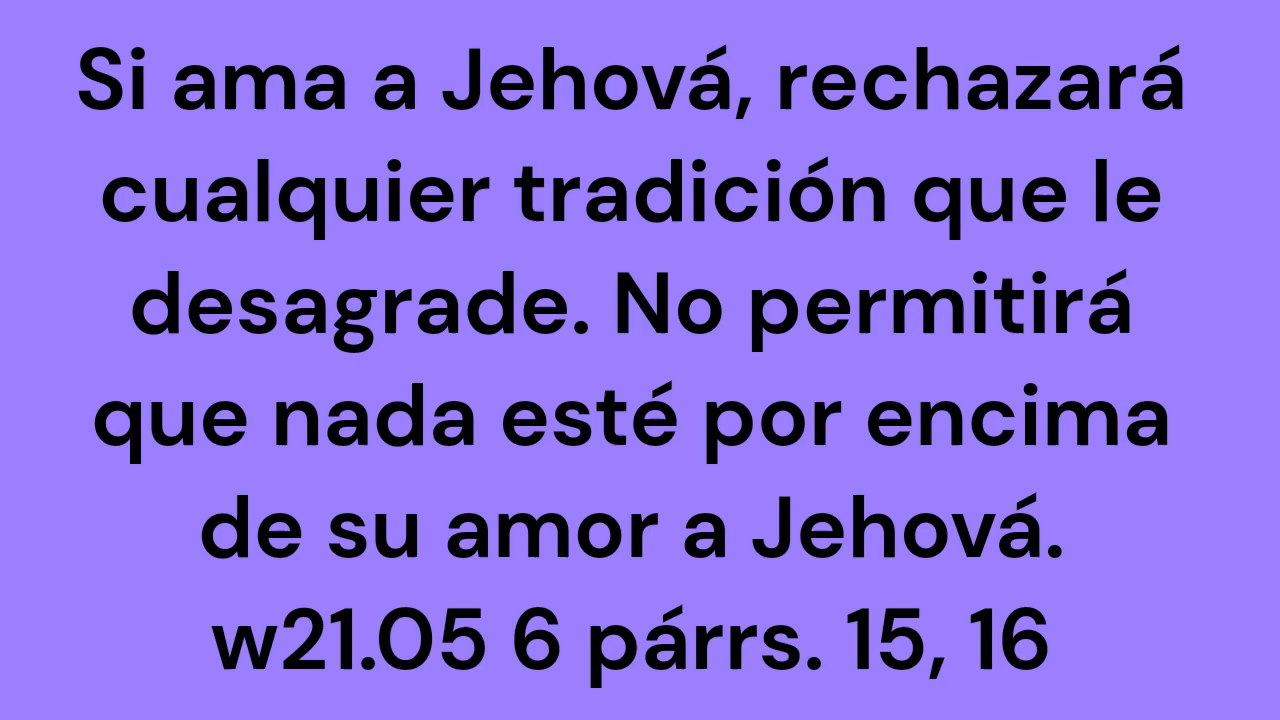 Si ama a Jehová, rechazará
cualquier tradición que le
desagrade. No permitirá
que nada esté por encima
de su amor a Jehová.
w21.05 6 párrs. 15, 16